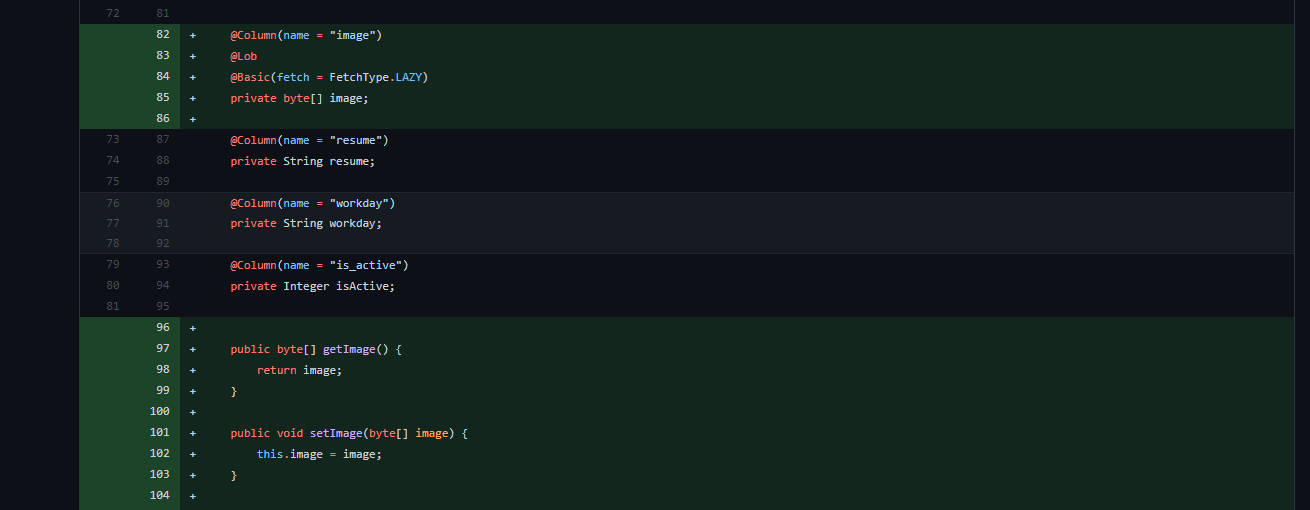 72 81
82 + @Column(name = "image")
83 + @Lob
84 + @Basic(fetch = FetchType.LAZY)
85 + private byte[] image;
86 +
73 87 @Column(name = "resume")
74 88 private String resume;
75 89
76 90 @Column(name = "workday")
77 91 private String workday;
78 92
79 93 @Column(name = "is_active")
80 94 private Integer isActive;
81 95
96 +
97 + public byte[] getImage() {
98 + return image;
99 + }
100 +
101 + public void setImage(byte[] image) {
102 + this.image = image;
103 + }
104 +